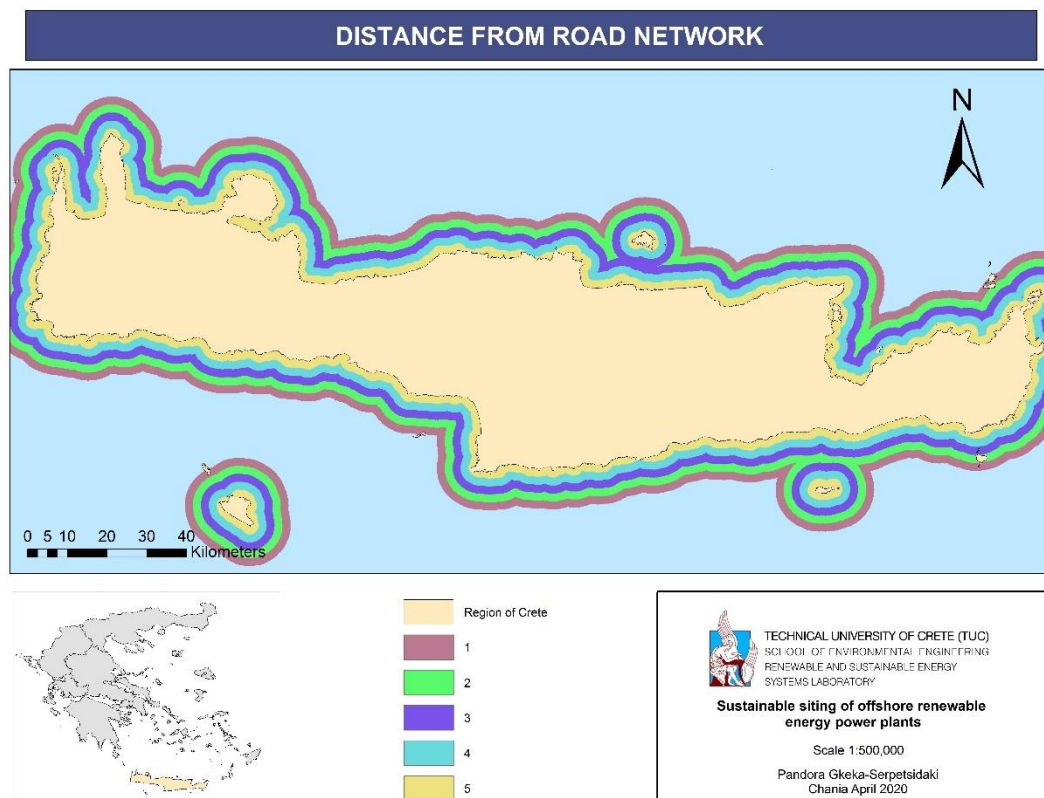 DISTANCE FROM ROAD NETWORK
N
0 5 10 20 30 40
Kilometers
Region of Crete
1
2
3
4
5
TECHNICAL UNIVERSITY OF CRETE (TUC)
SCHOOL OF ENVIRONMENTAL ENGINEERING
RENEWABLE AND SUSTAINABLE ENERGY
SYSTEMS LABORATORY
Sustainable siting of offshore renewable
energy power plants
Scale 1:500,000
Pandora Gkeka-Serpetsidaki
Chania April 2020